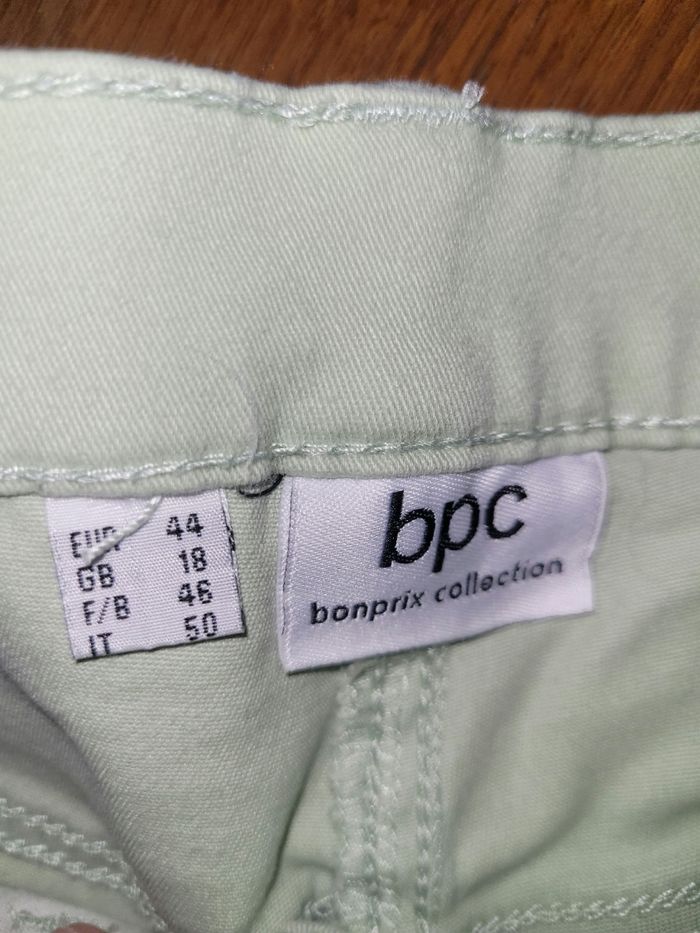 EUR 44
GB 18
F/B 46
IT 50
bpc
bonprix collection